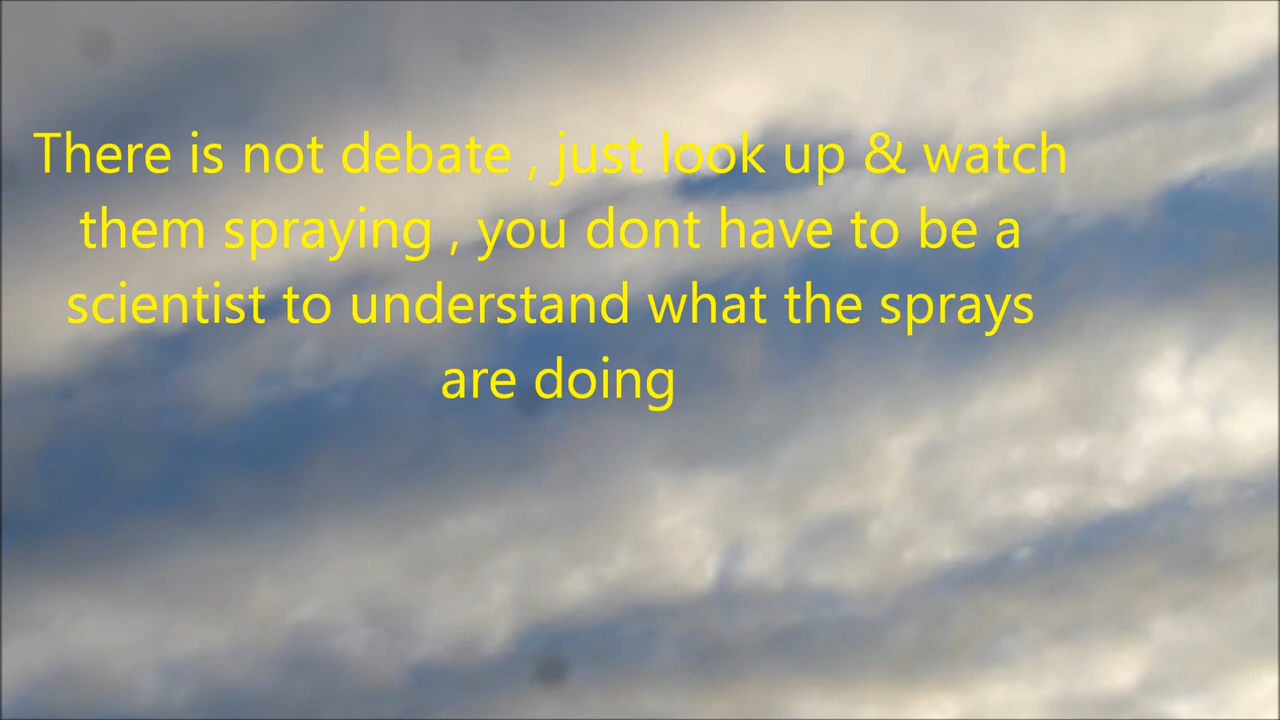 There is not debate , just look up & watch
them spraying , you dont have to be a
scientist to understand what the sprays
are doing